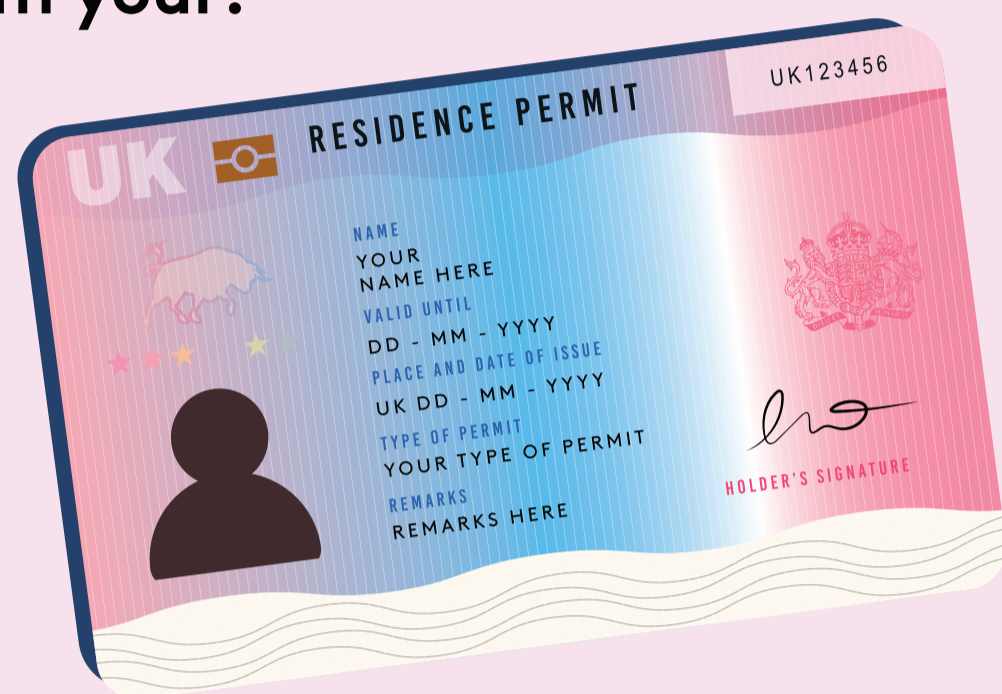 your:
UK
RESIDENCE PERMIT
UK123456
NAME
YOUR
NAME HERE
VALID UNTIL
DD - MM - YYYY
PLACE AND DATE OF ISSUE
UK DD - MM - YYYY
TYPE OF PERMIT
YOUR TYPE OF PERMIT
REMARKS
REMARKS HERE
HOLDER'S SIGNATURE